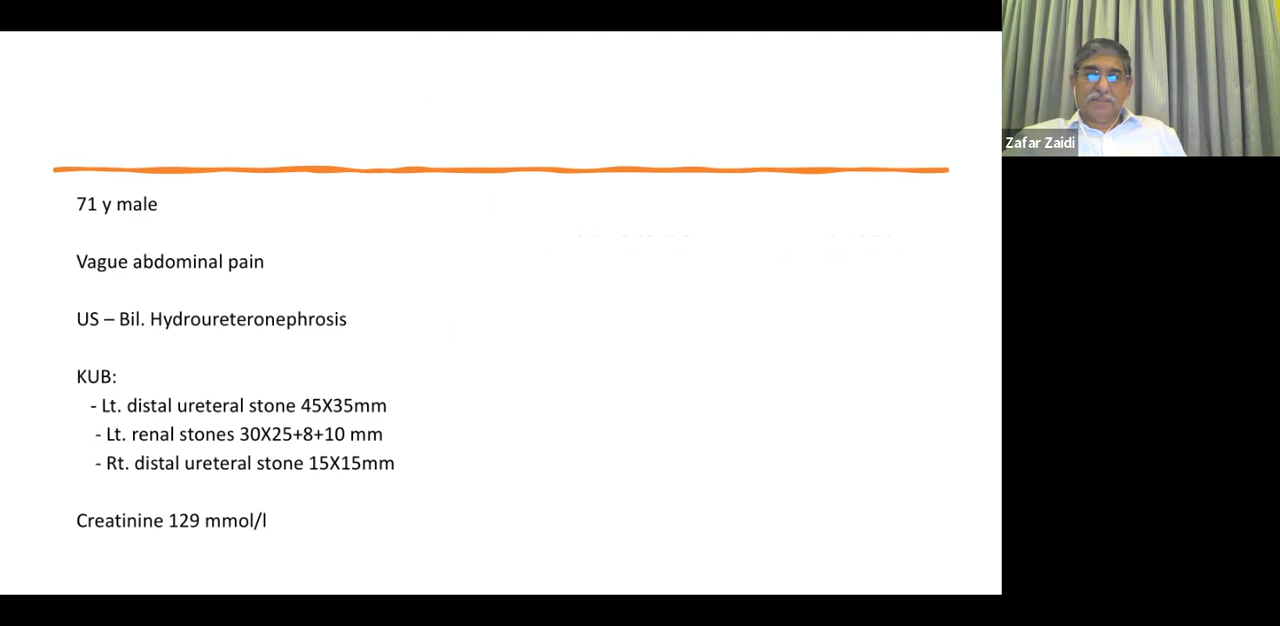 71 y male
Vague abdominal pain
US – Bil. Hydroureteronephrosis
KUB:
- Lt. distal ureteral stone 45X35mm
- Lt. renal stones 30X25+8+10 mm
- Rt. distal ureteral stone 15X15mm
Creatinine 129 mmol/l
Zafar Zaidi